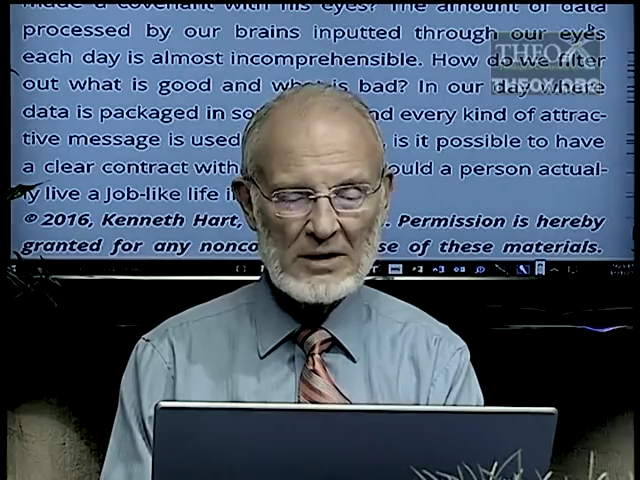 made a covenant with his eyes? The amount of data
processed by our brains inputted through our eyes
each day is almost incomprehensible. How do we filter
out what is good and what is bad? In our day where
data is packaged in so nd every kind of attrac-
tive message is used , is it possible to have
a clear contract with ould a person actual-
ly live a Job-like life i
© 2016, Kenneth Hart, . Permission is hereby
granted for any nonco se of these materials.
THEOX
THEOX.ORG